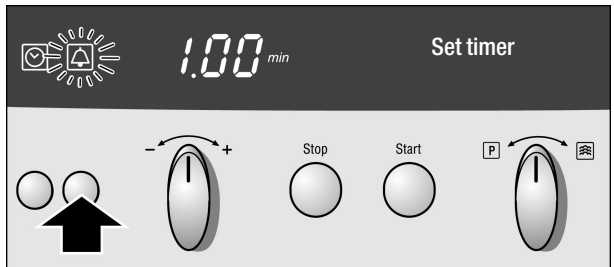 1.00 min
Set timer
- +
Stop
Start
P